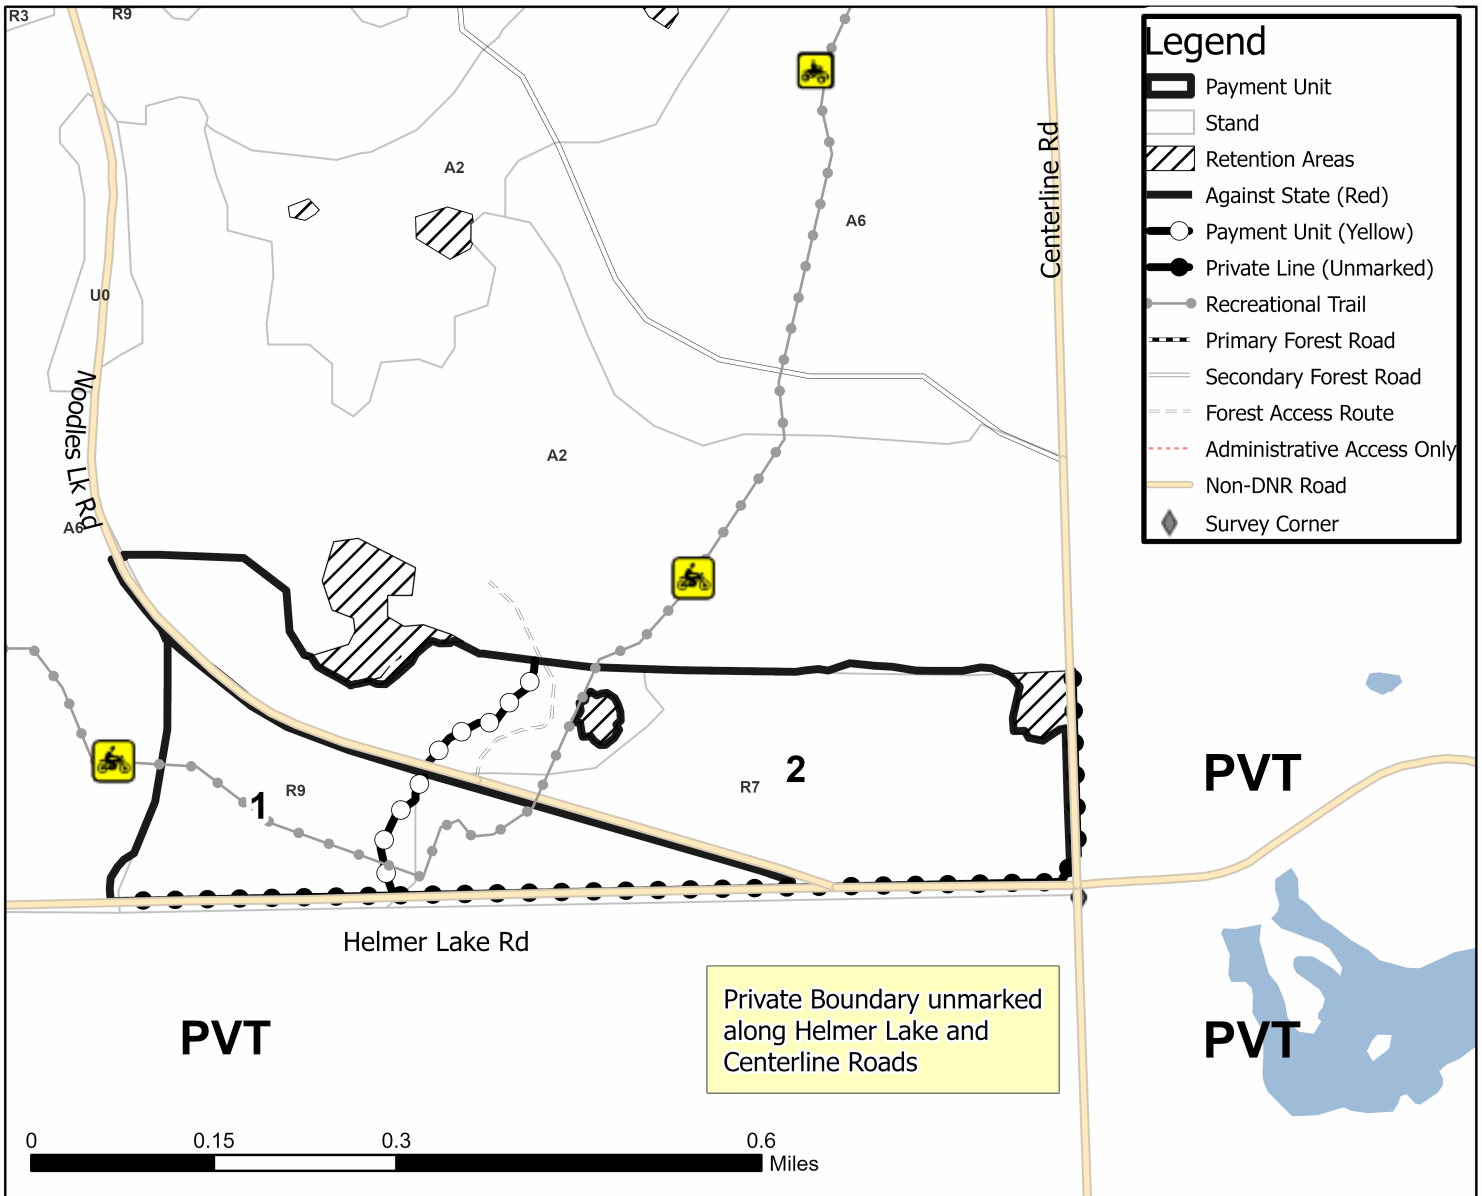 R3
R9
Legend
Payment Unit
Stand
Retention Areas
Against State (Red)
Payment Unit (Yellow)
Private Line (Unmarked)
Recreational Trail
Primary Forest Road
Secondary Forest Road
Forest Access Route
Administrative Access Only
Non-DNR Road
Survey Corner
Centerline Rd
A2
A6
U0
Noodles Lk Rd
A2
A6
R9
1
2
R7
PVT
Helmer Lake Rd
Private Boundary unmarked
along Helmer Lake and
Centerline Roads
PVT
PVT
0
0.15
0.3
0.6
Miles